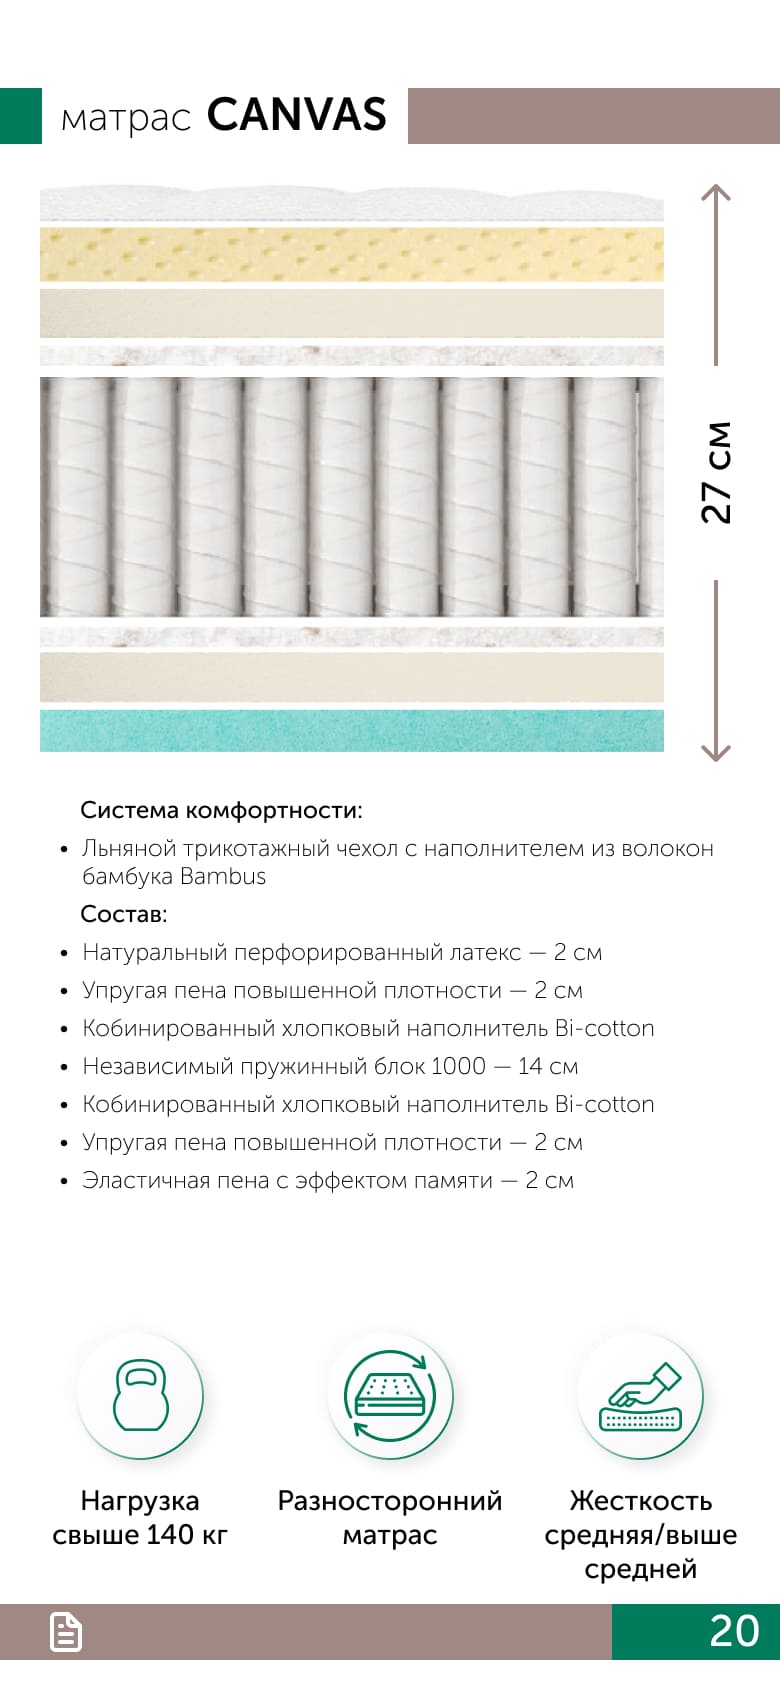 матрас CANVAS
27 см
Система комфортности:
• Льняной трикотажный чехол с наполнителем из волокон
бамбука Bambus
Состав:
• Натуральный перфорированный латекс — 2 см
• Упругая пена повышенной плотности — 2 см
• Кобинированный хлопковый наполнитель Bi-cotton
• Независимый пружинный блок 1000 — 14 см
• Кобинированный хлопковый наполнитель Bi-cotton
• Упругая пена повышенной плотности — 2 см
• Эластичная пена с эффектом памяти — 2 см
Нагрузка
свыше 140 кг
Разносторонний
матрас
Жесткость
средняя/выше
средней
20